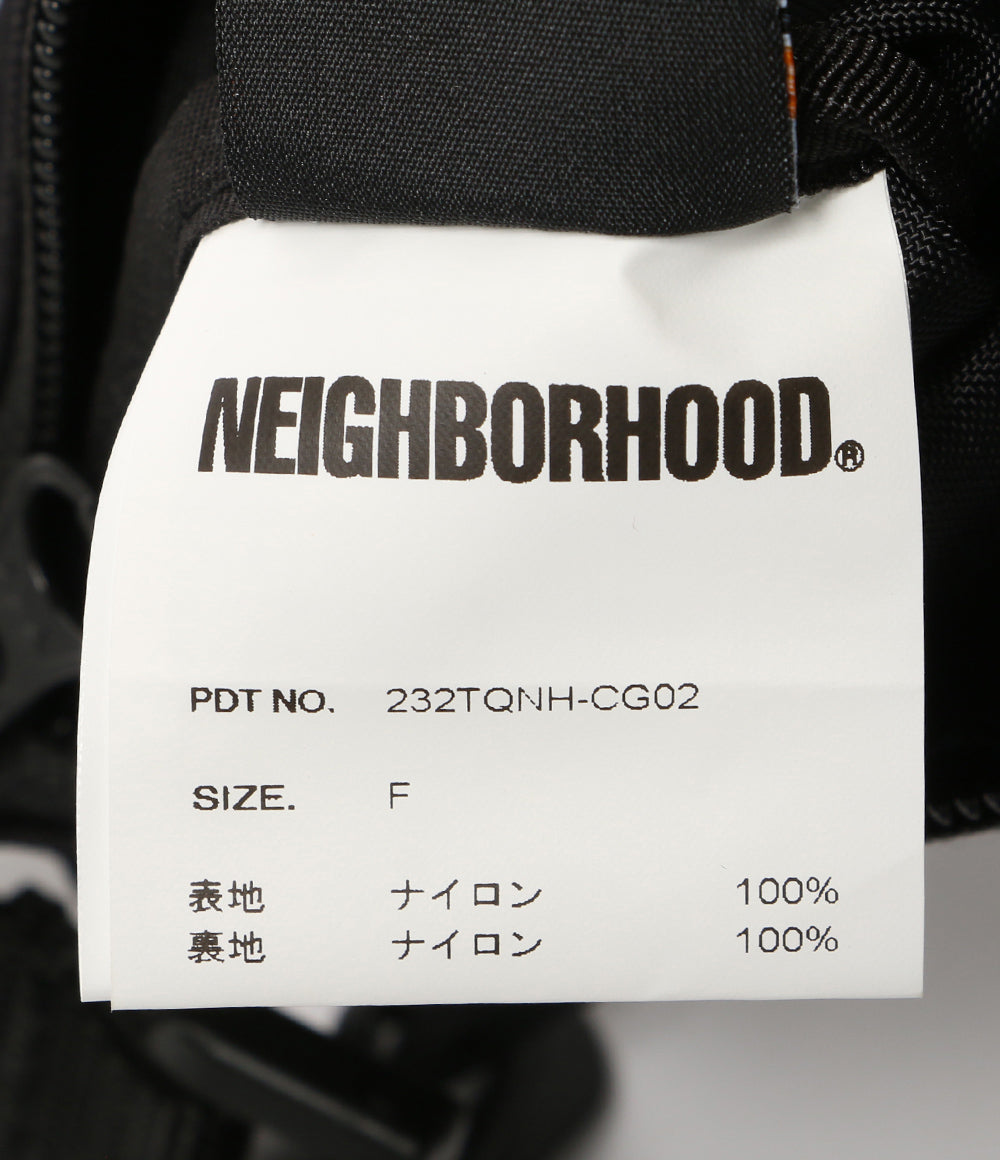 NEIGHBORHOOD®
PDT NO. 232TQNH-CG02
SIZE. F
表地 ナイロン 100%
裏地 ナイロン 100%